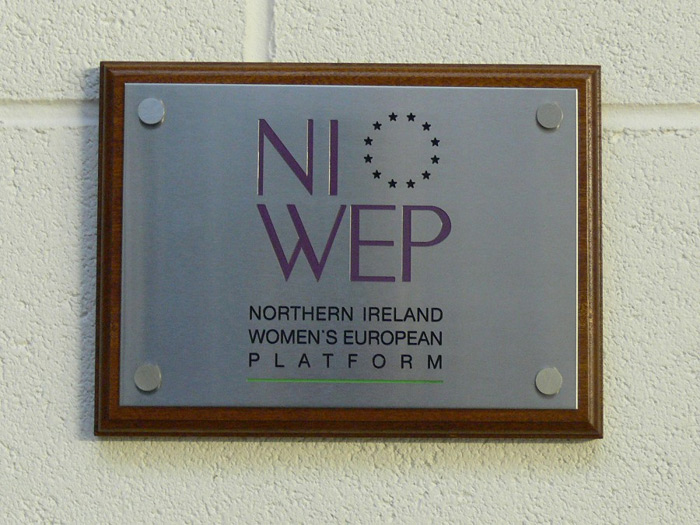 NI
WEP
NORTHERN IRELAND
WOMEN'S EUROPEAN
PLATFORM